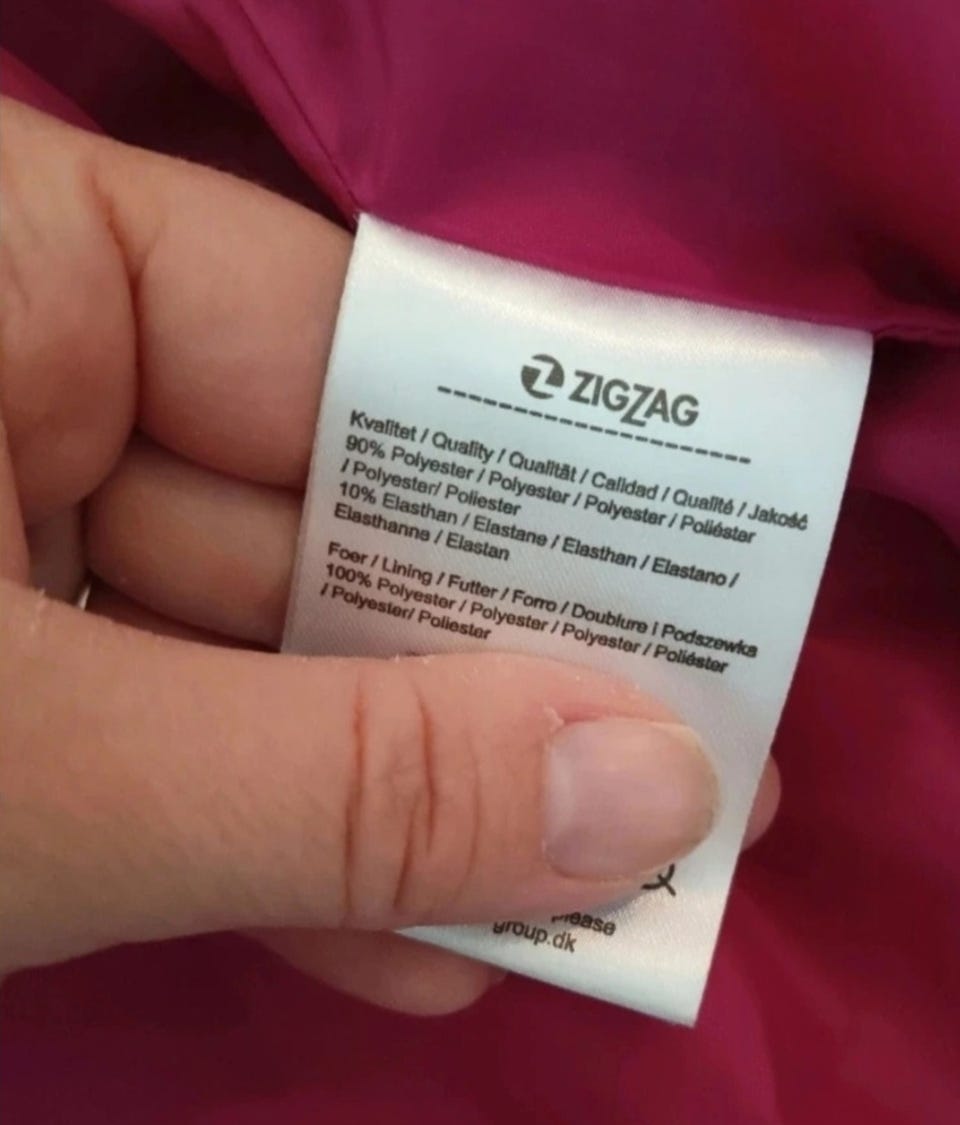 ZIGZAG
Kvalitet / Quality / Qualität / Calidad / Qualité / Jakość
90% Polyester / Polyester / Polyester / Poliéster
/ Polyester/ Poliester
10% Elasthan / Elastane / Elasthan / Elastano /
Elasthanne / Elastan
Foer / Lining / Futter / Forro / Doublure | Podszewka
100% Polyester / Polyester / Polyester / Poliéster
/ Polyester/ Poliester
please
group.dk